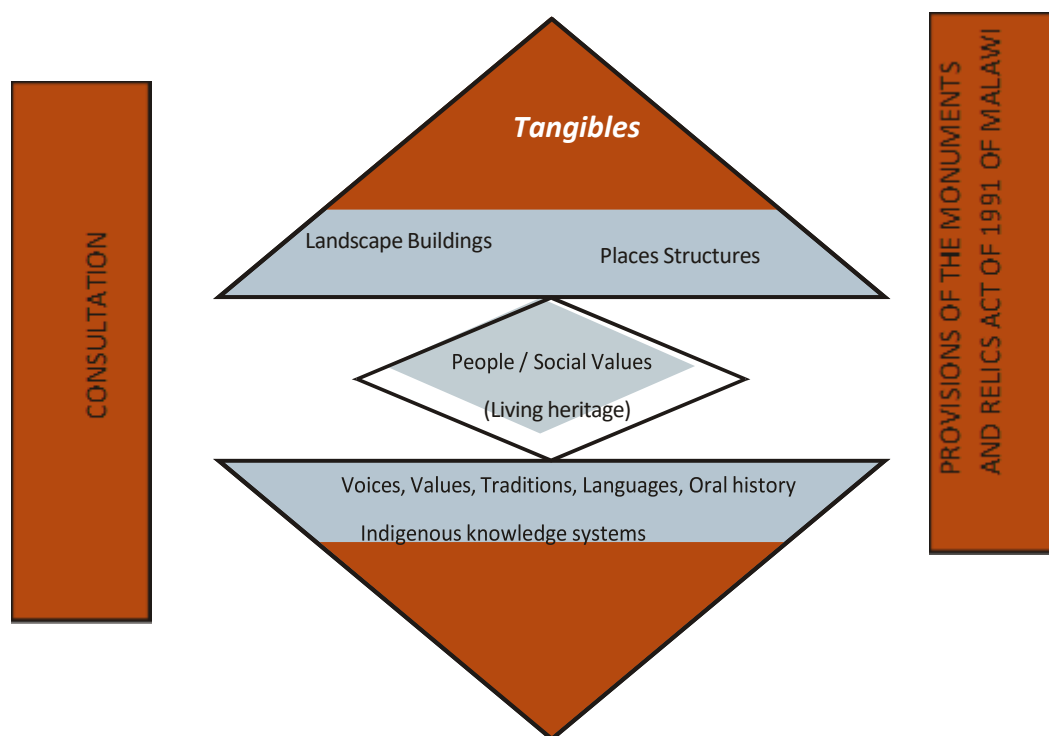 CONSULTATION
Tangibles
Landscape Buildings
Places Structures
People / Social Values
(Living heritage)
Voices, Values, Traditions, Languages, Oral history
Indigenous knowledge systems
PROVISIONS OF THE MONUMENTS
AND RELICS ACT OF 1991 OF MALAWI